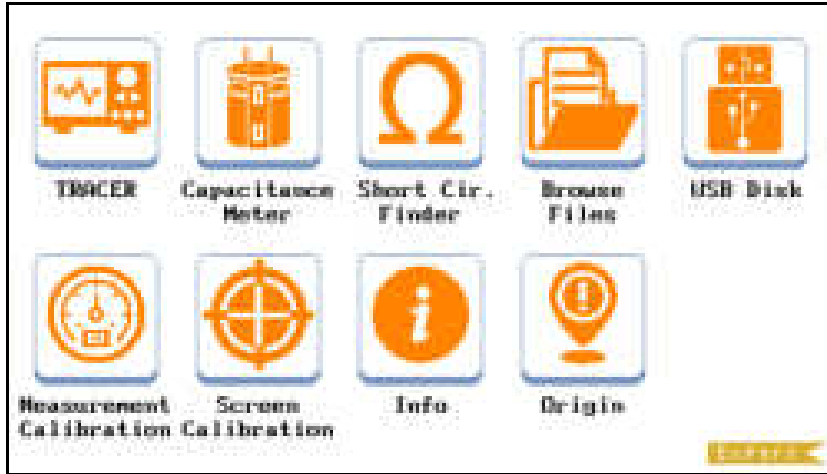 TRACER
Capacitance
Meter
Short Cir.
Finder
Browse
Files
USB Disk
Measurement
Calibration
Screen
Calibration
Info
Origin